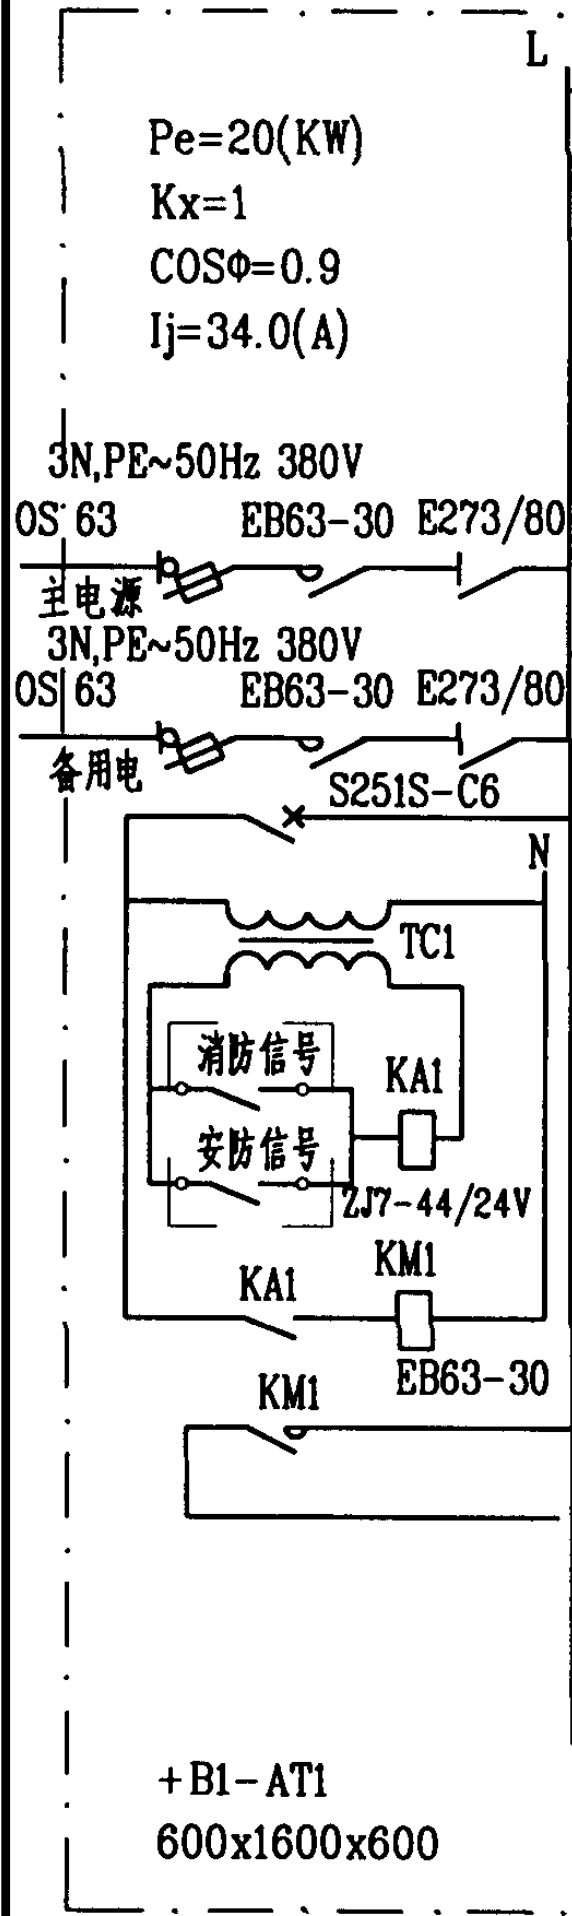 L
Pe=20(KW)
Kx=1
COSΦ=0.9
Ij=34.0(A)
3N,PE~50Hz 380V
OS 63 EB63-30 E273/80
主电源
3N,PE~50Hz 380V
OS 63 EB63-30 E273/80
备用电
S251S-C6
N
TC1
消防信号
KA1
安防信号
ZJ7-44/24V
KM1
KA1
EB63-30
KM1
+B1-AT1
600x1600x600